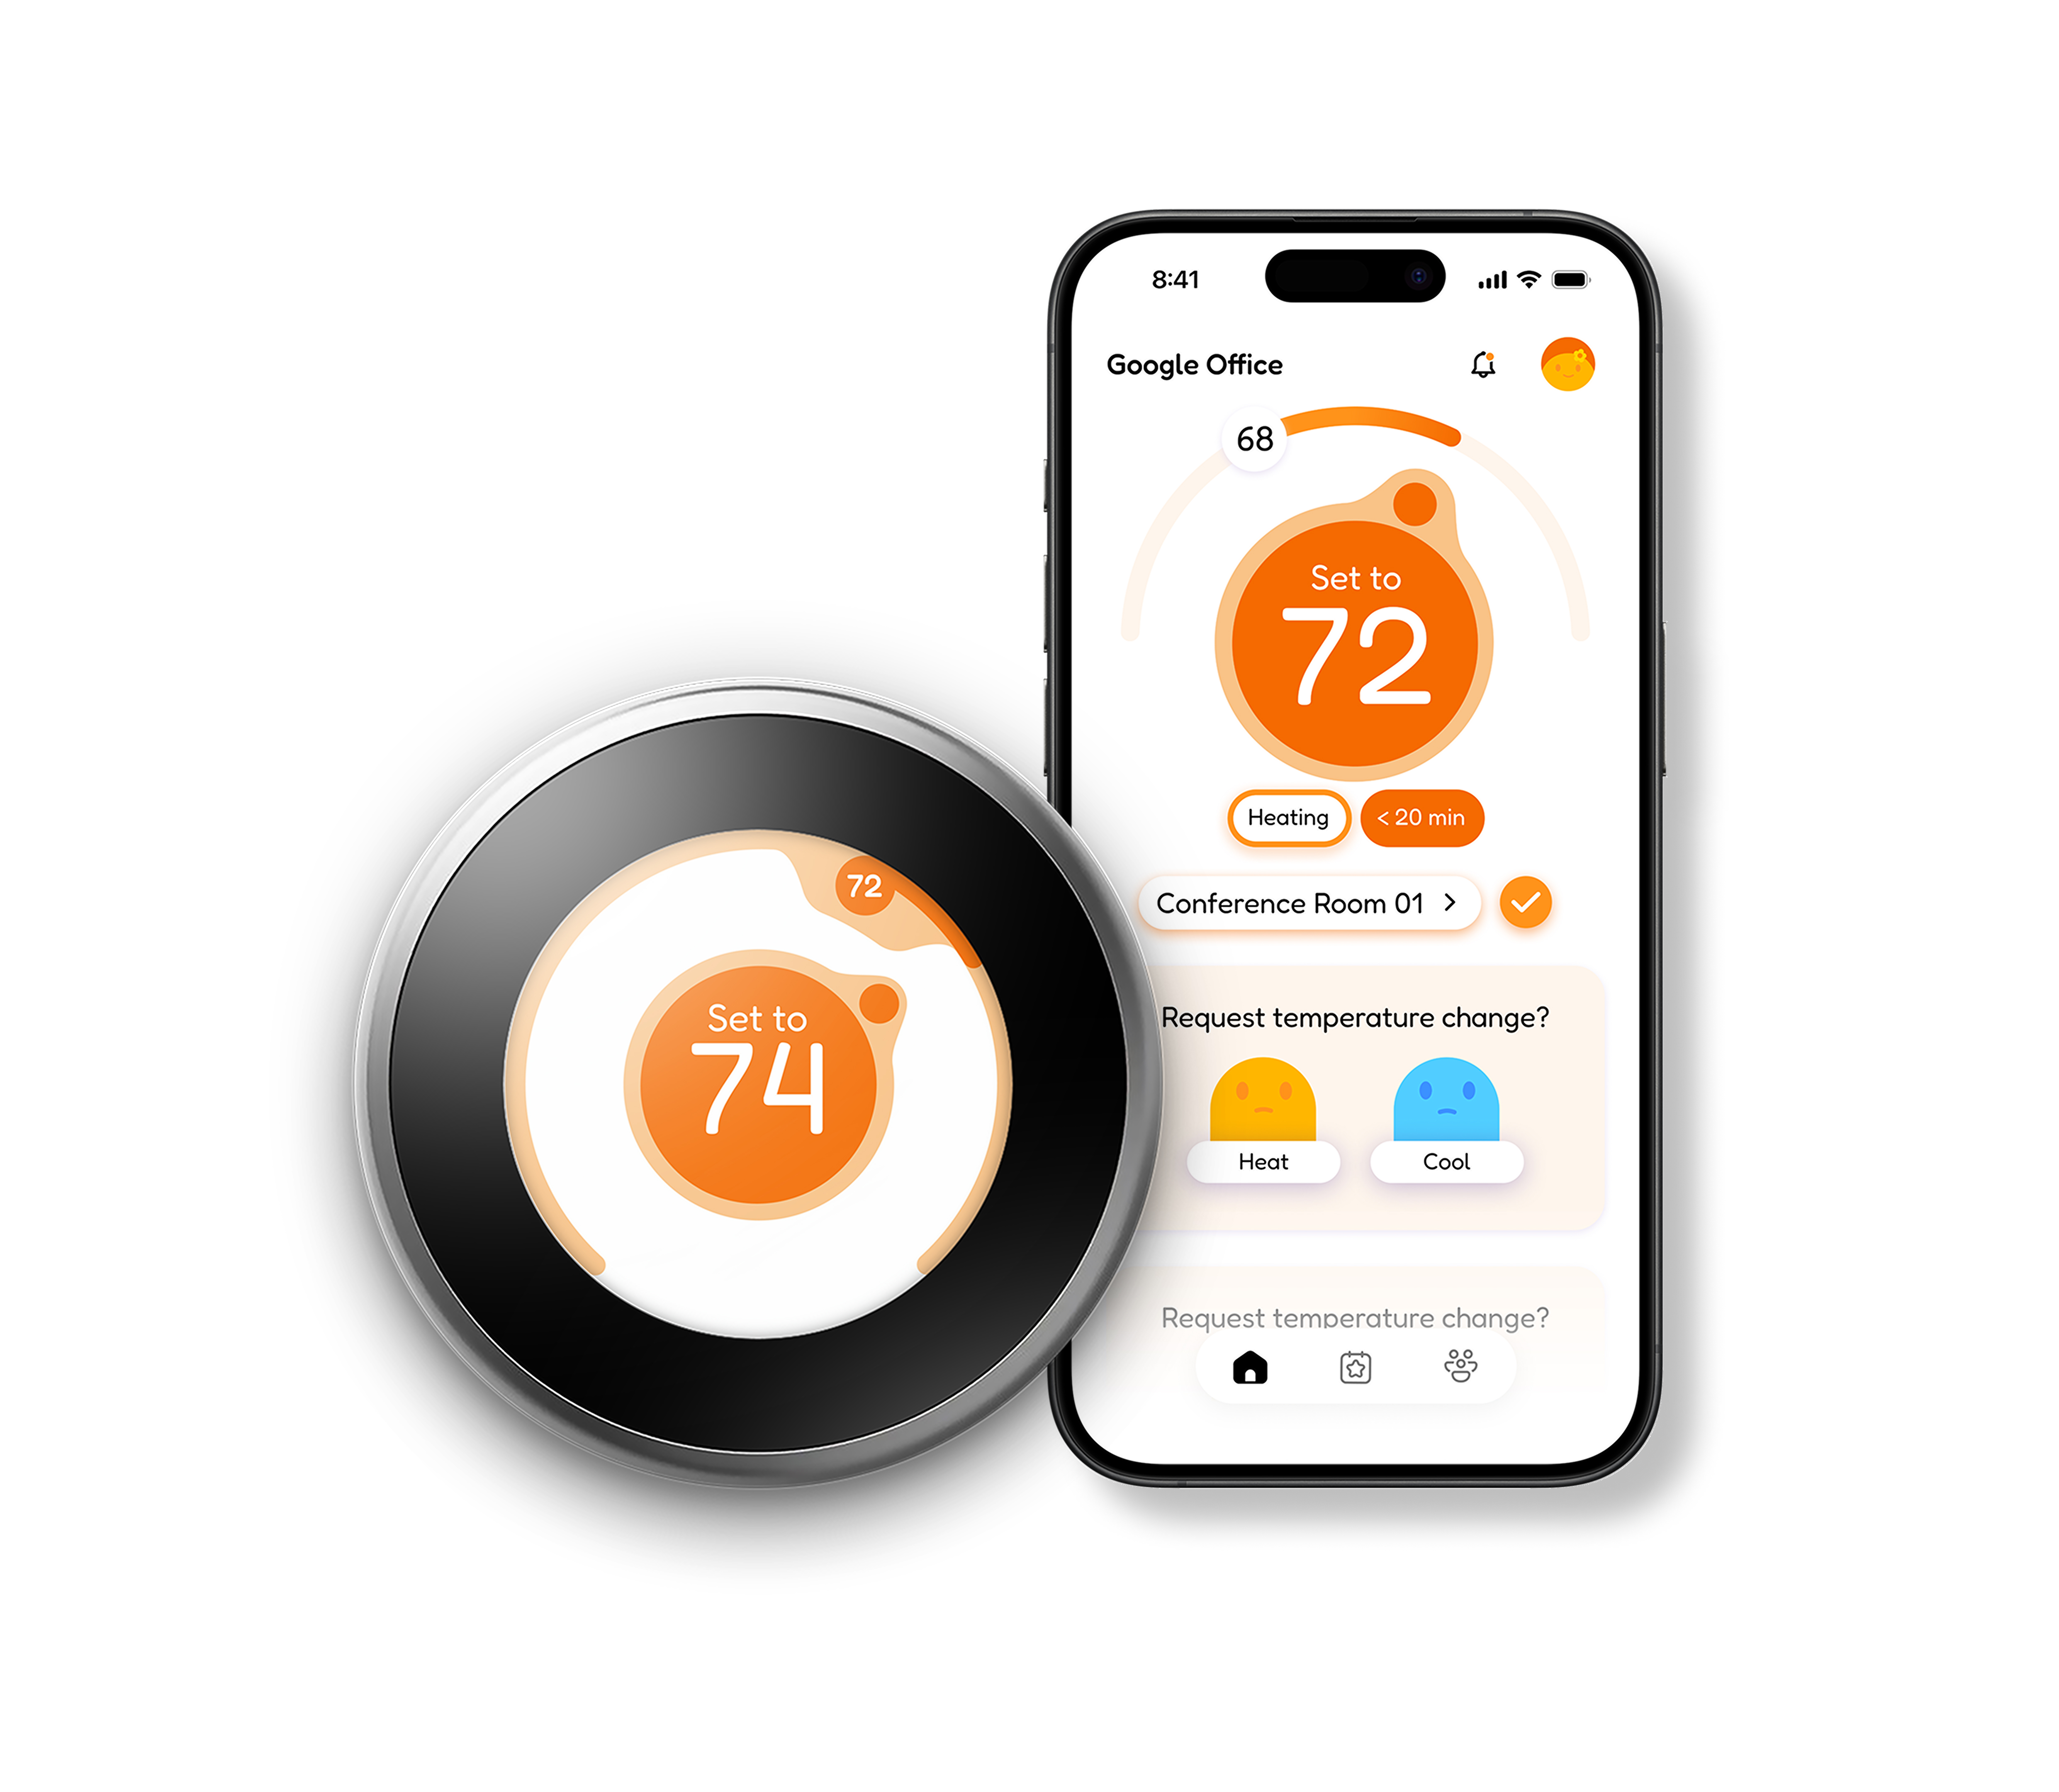 8:41
Google Office
68
Set to
72
Heating
< 20 min
Conference Room 01
Request temperature change?
Heat
Cool
Request temperature change?
72
Set to
74